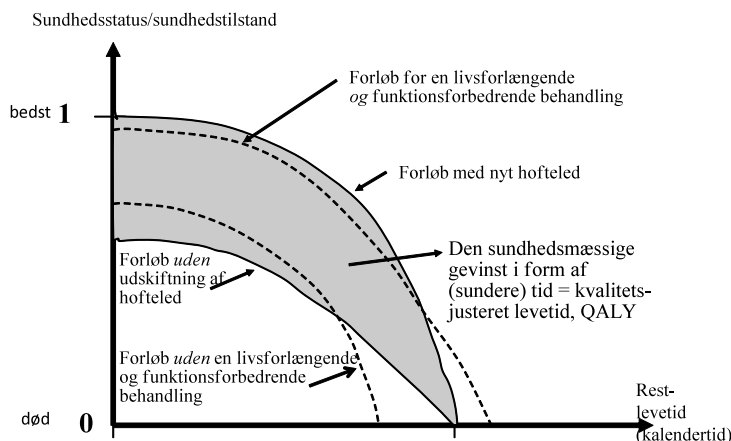 Sundhedsstatus/sundhedstilstand
Forløb for en livsforlængende
og funktionsforbedrende behandling
bedst 1
Forløb med nyt hofteled
Den sundhedsmæssige
gevinst i form af
(sundere) tid = kvalitets-
justeret levetid, QALY
Forløb uden
udskiftning af
hofteled
Forløb uden en livsforlængende
og funktionsforbedrende
behandling
død 0
Rest-
levetid
(kalendertid)